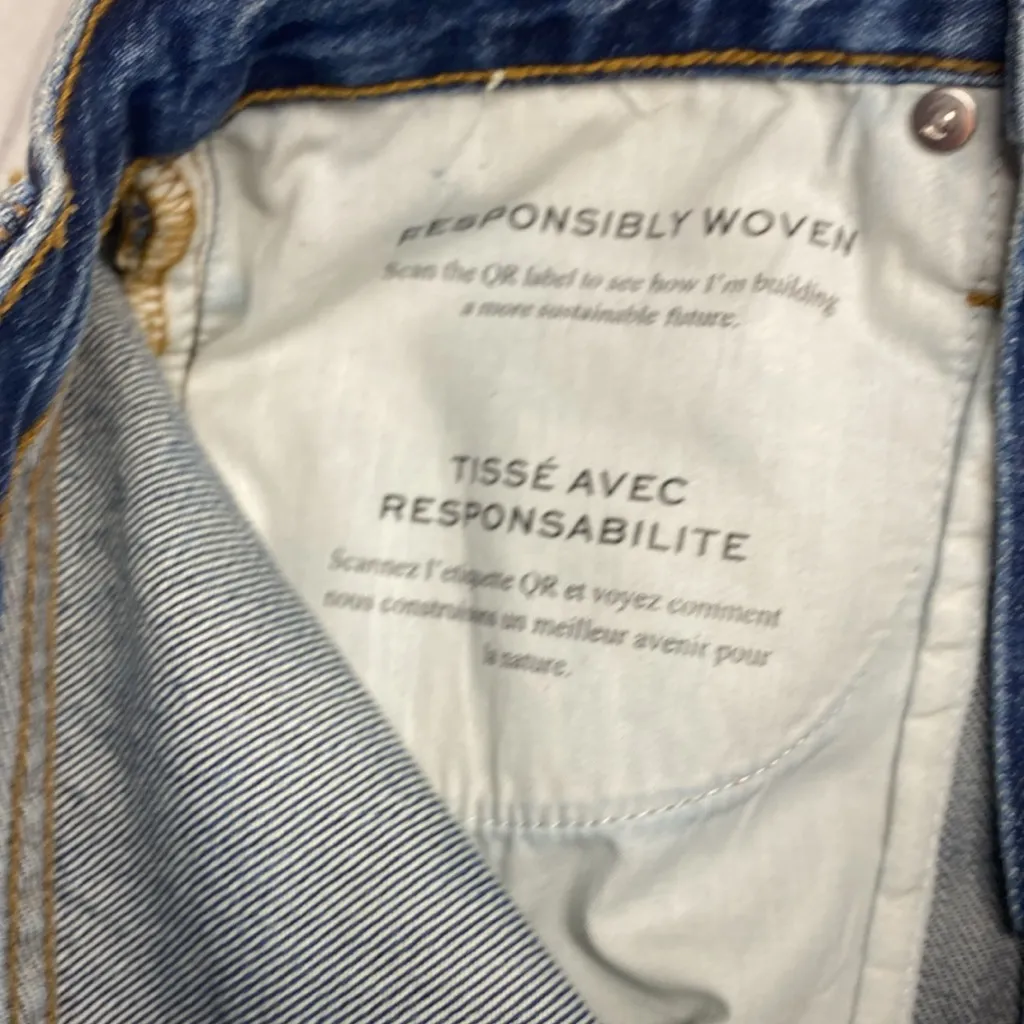 RESPONSIBLY WOVEN
Scan the QR label to see how I'm building
a more sustainable future.
TISSÉ AVEC
RESPONSABILITE
Scannez l'étiquette QR et voyez comment
nous construisons un meilleur avenir pour
la nature.